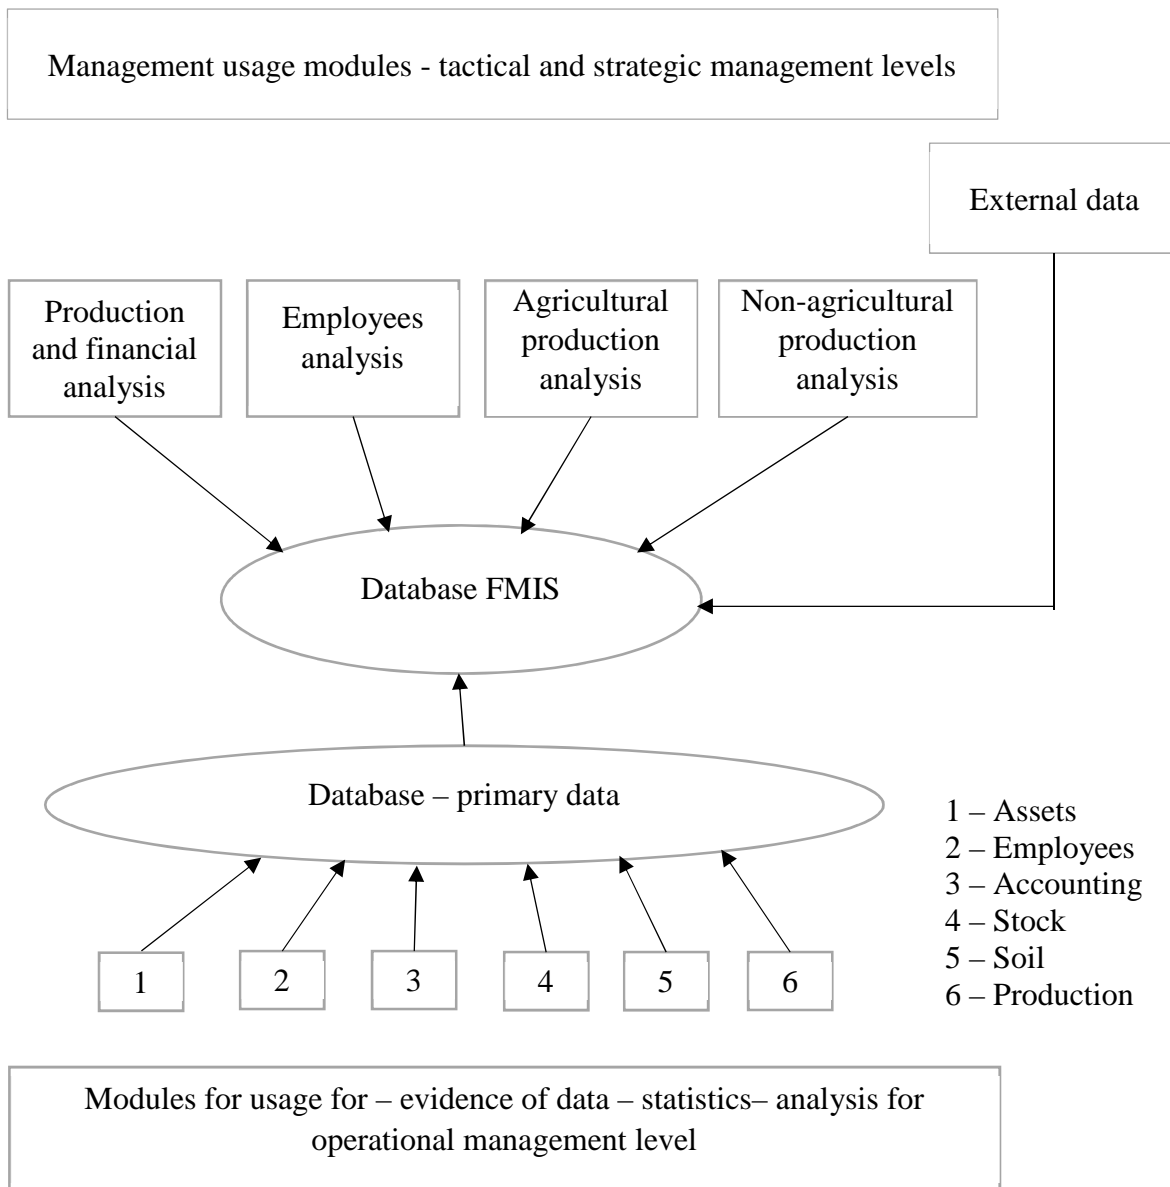 Management usage modules - tactical and strategic management levels
External data
Production
and financial
analysis
Employees
analysis
Agricultural
production
analysis
Non-agricultural
production
analysis
Database FMIS
Database – primary data
1 – Assets
2 – Employees
3 – Accounting
4 – Stock
5 – Soil
6 – Production
1
2
3
4
5
6
Modules for usage for – evidence of data – statistics– analysis for
operational management level